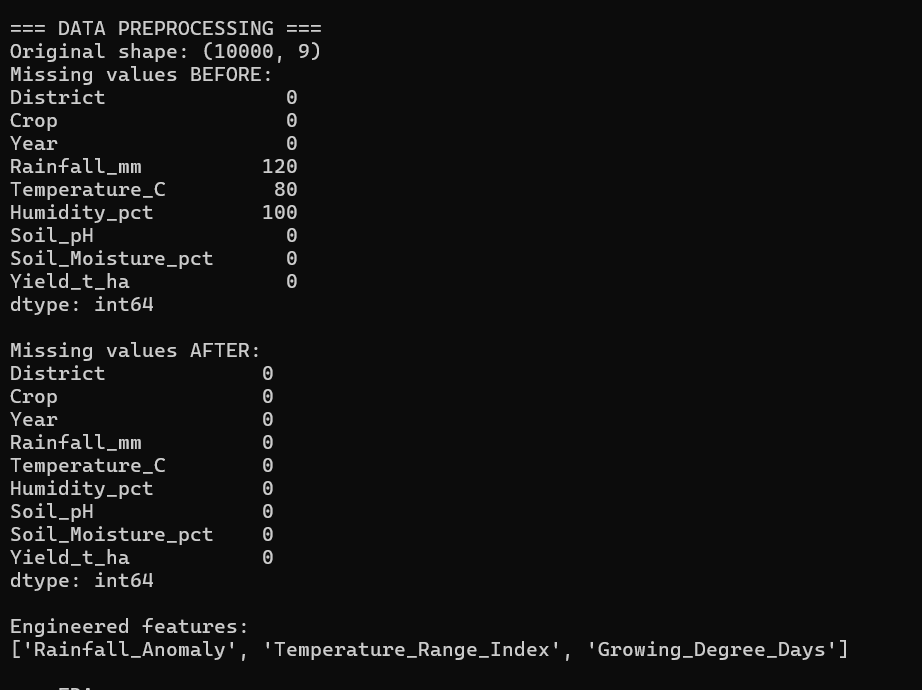 === DATA PREPROCESSING ===
Original shape: (10000, 9)
Missing values BEFORE:
District               0
Crop                   0
Year                   0
Rainfall_mm          120
Temperature_C         80
Humidity_pct         100
Soil_pH                0
Soil_Moisture_pct      0
Yield_t_ha             0
dtype: int64

Missing values AFTER:
District             0
Crop                 0
Year                 0
Rainfall_mm          0
Temperature_C        0
Humidity_pct         0
Soil_pH              0
Soil_Moisture_pct    0
Yield_t_ha           0
dtype: int64

Engineered features:
['Rainfall_Anomaly', 'Temperature_Range_Index', 'Growing_Degree_Days']